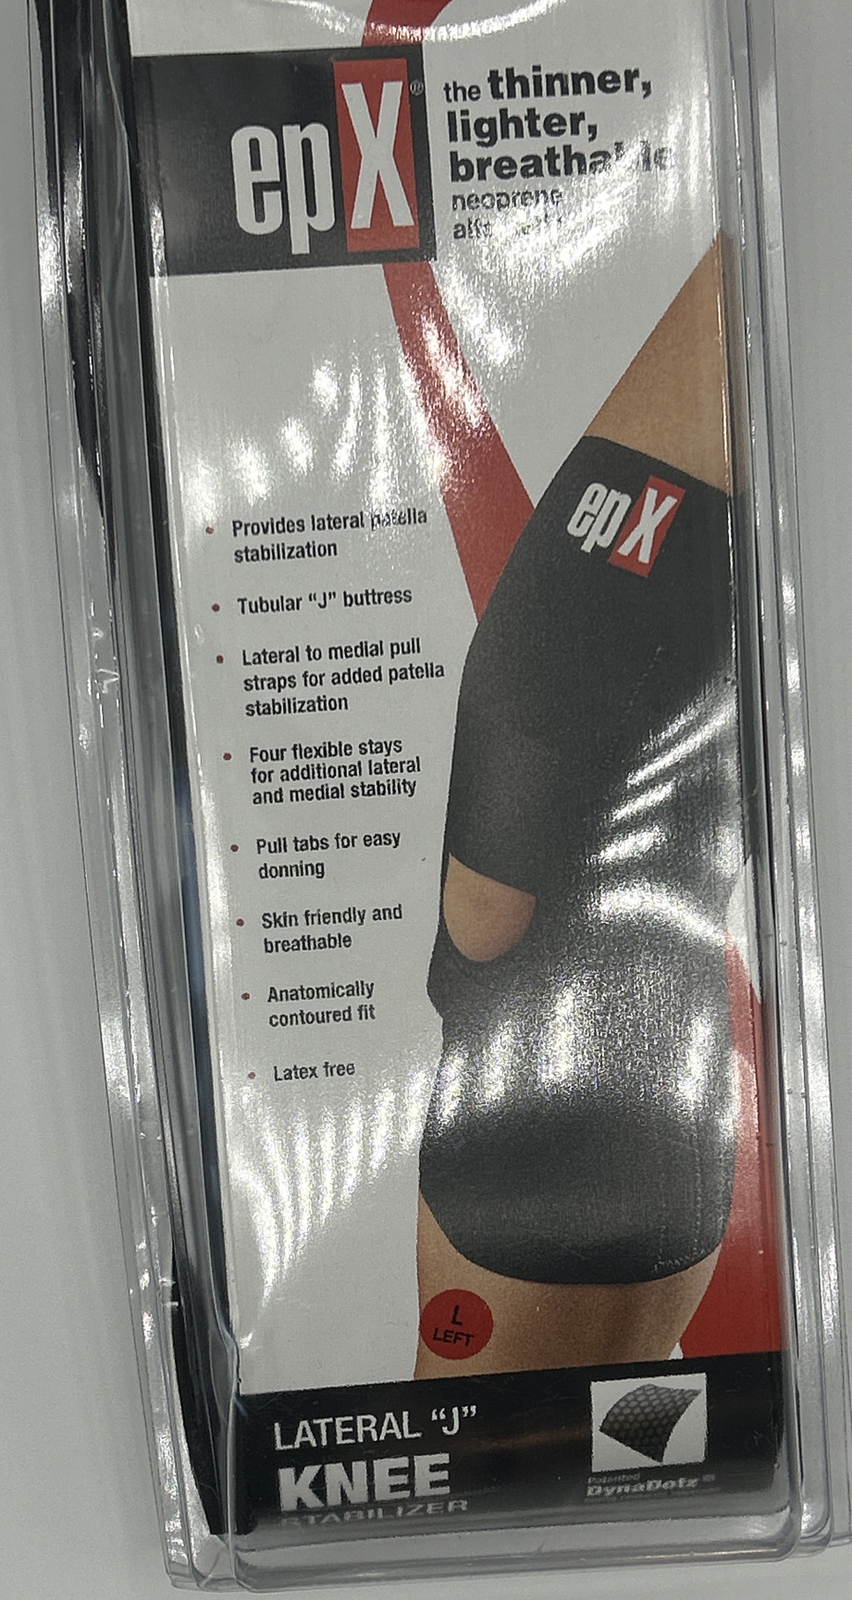 epX®
the thinner,
lighter,
breathable
neoprene
• Provides lateral patella
stabilization
• Tubular “J” buttress
• Lateral to medial pull
straps for added patella
stabilization
• Four flexible stays
for additional lateral
and medial stability
• Pull tabs for easy
donning
• Skin friendly and
breathable
• Anatomically
contoured fit
• Latex free
epX
L
LEFT
LATERAL “J”
KNEE
STABILIZER
Patented
DynaDotz